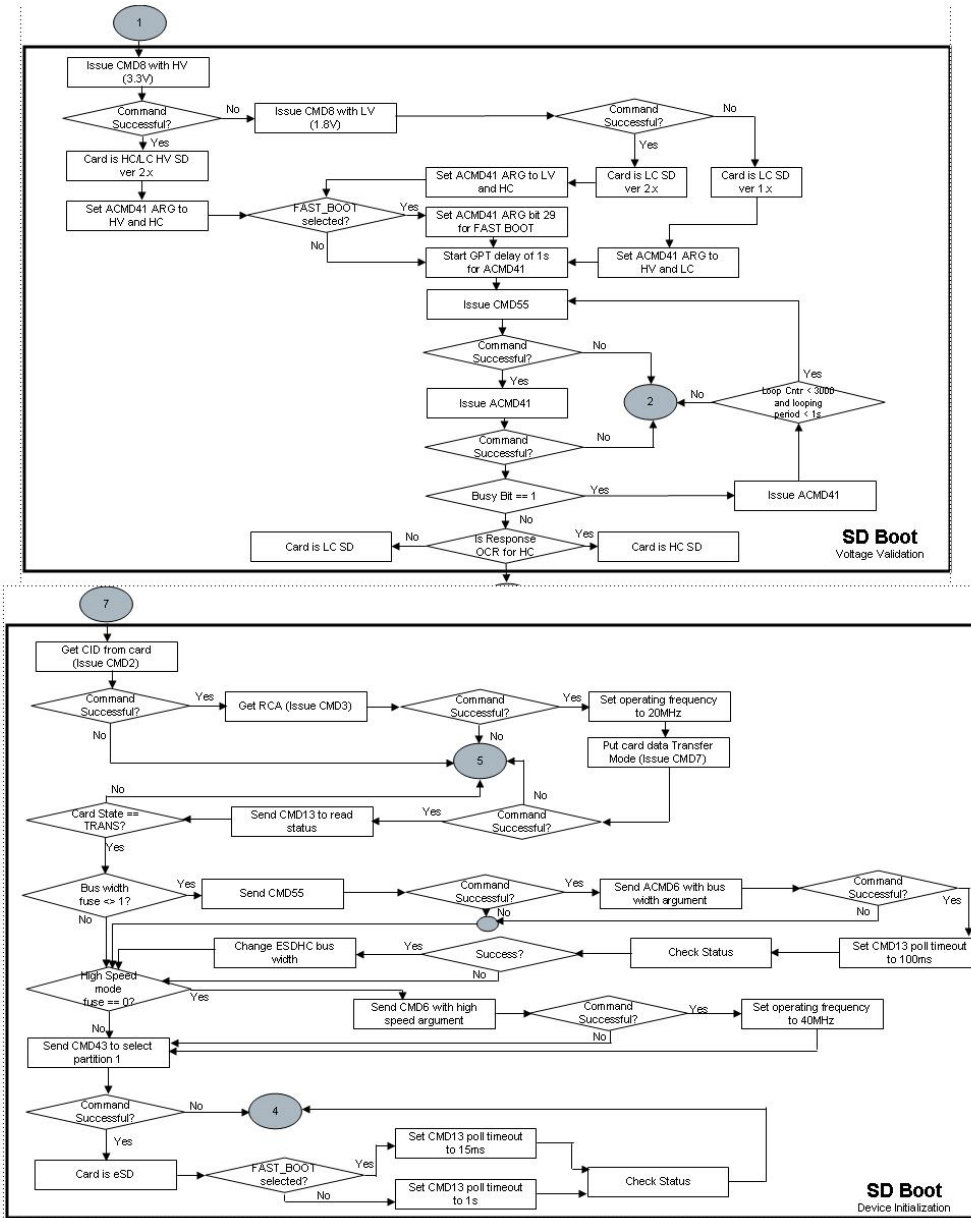 1
Issue CMD8 with HV
(3.3V)
Command
Successful?
No
Issue CMD8 with LV
(1.8V)
Command
Successful?
No
Yes
Yes
Card is HC/LC HV SD
ver 2.x
Card is LC SD
ver 2.x
Card is LC SD
ver 1.x
Set ACMD41 ARG to LV
and HC
Set ACMD41 ARG to
HV and HC
FAST_BOOT
selected?
Yes
Set ACMD41 ARG bit 29
for FAST BOOT
No
Start GPT delay of 1s
for ACMD41
Set ACMD41 ARG to
HV and LC
Issue CMD55
Command
Successful?
No
Yes
Yes
Issue ACMD41
2
No
Loop Cntr < 3000
and looping
period < 1s
Command
Successful?
No
Busy Bit == 1
Yes
Issue ACMD41
No
Card is LC SD
No
Is Response
OCR for HC
Yes
Card is HC SD
SD Boot
Voltage Validation
7
Get CID from card
(Issue CMD2)
Command
Successful?
Yes
Get RCA (Issue CMD3)
Command
Successful?
Yes
Set operating frequency
to 20MHz
No
No
5
Put card data Transfer
Mode (Issue CMD7)
No
No
Card State ==
TRANS?
Send CMD13 to read
status
Yes
Command
Successful?
Yes
Bus width
fuse <> 1?
Yes
Send CMD55
Command
Successful?
Yes
Send ACMD6 with bus
width argument
Command
Successful?
Yes
No
No
No
Change ESDHC bus
width
Yes
Success?
Check Status
Set CMD13 poll timeout
to 100ms
No
High Speed
mode
fuse == 0?
Yes
Send CMD6 with high
speed argument
Command
Successful?
Yes
Set operating frequency
to 40MHz
No
No
Send CMD43 to select
partition 1
Command
Successful?
No
4
Yes
Card is eSD
FAST_BOOT
selected?
Yes
Set CMD13 poll timeout
to 15ms
No
Set CMD13 poll timeout
to 1s
Check Status
SD Boot
Device Initialization